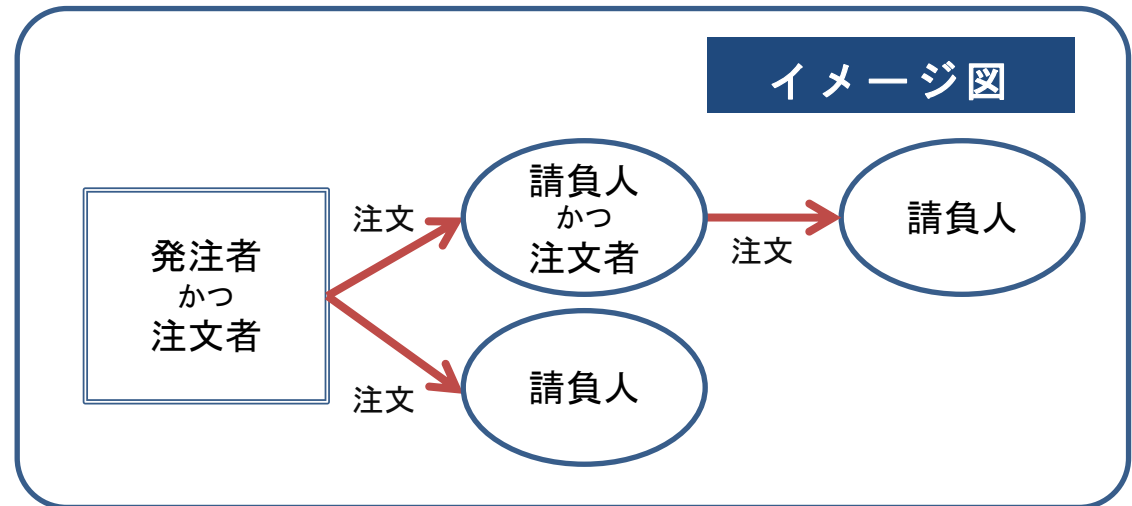 イメージ図
発注者
かつ
注文者
注文
注文
請負人
かつ
注文者
注文
請負人
請負人